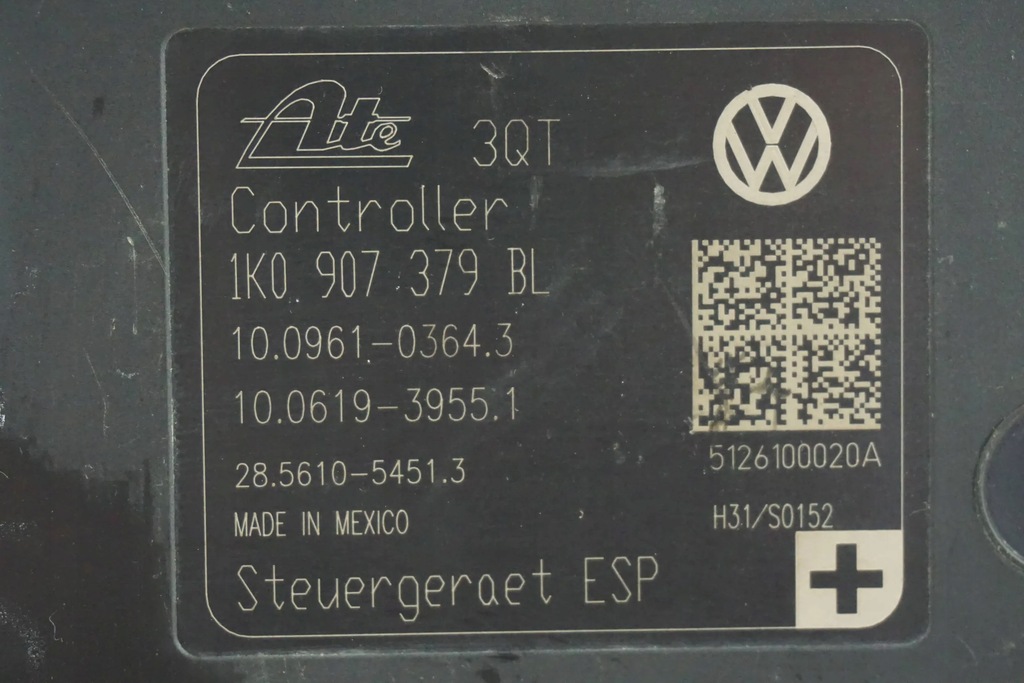 Ate 3QT
Controller
1K0 907 379 BL
10.0961-0364.3
10.0619-3955.1
28.5610-5451.3
MADE IN MEXICO
Steuergeraet ESP
VW
5126100020A
H31/S0152